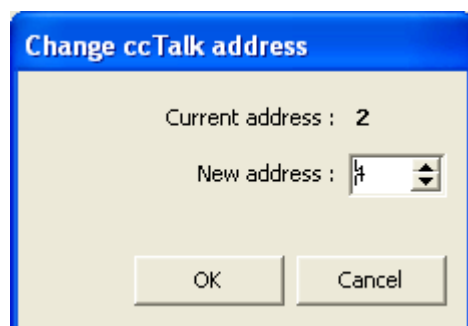 Change ccTalk address
Current address : 2
New address : 4
OK
Cancel